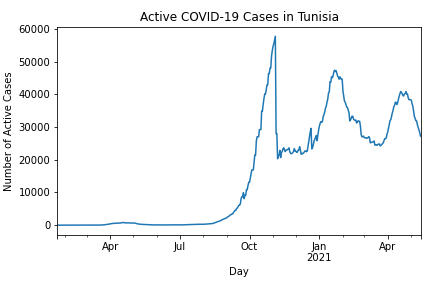 Active COVID-19 Cases in Tunisia
60000
50000
40000
30000
20000
10000
0
Number of Active Cases
Apr
Jul
Oct
Jan
2021
Apr
Day